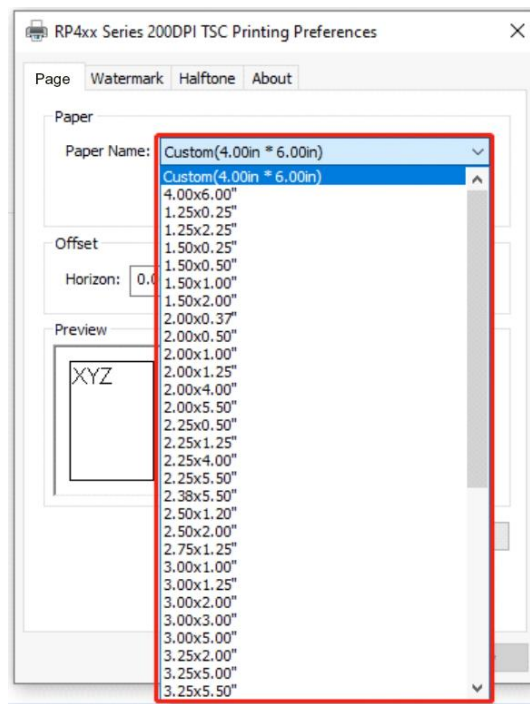 RP4xx Series 200DPI TSC Printing Preferences
Page Watermark Halftone About
Paper
Paper Name: Custom(4.00in * 6.00in)
Custom(4.00in * 6.00in)
4.00x6.00"
1.25x0.25"
1.25x2.25"
1.50x0.25"
1.50x0.50"
1.50x1.00"
1.50x2.00"
2.00x0.37"
2.00x0.50"
2.00x1.00"
2.00x1.25"
2.00x4.00"
2.00x5.50"
2.25x0.50"
2.25x1.25"
2.25x4.00"
2.25x5.50"
2.38x5.50"
2.50x1.20"
2.50x2.00"
2.75x1.25"
3.00x1.00"
3.00x1.25"
3.00x2.00"
3.00x3.00"
3.00x5.00"
3.25x2.00"
3.25x5.00"
3.25x5.50"
Offset
Horizon: 0.0
Preview
XYZ